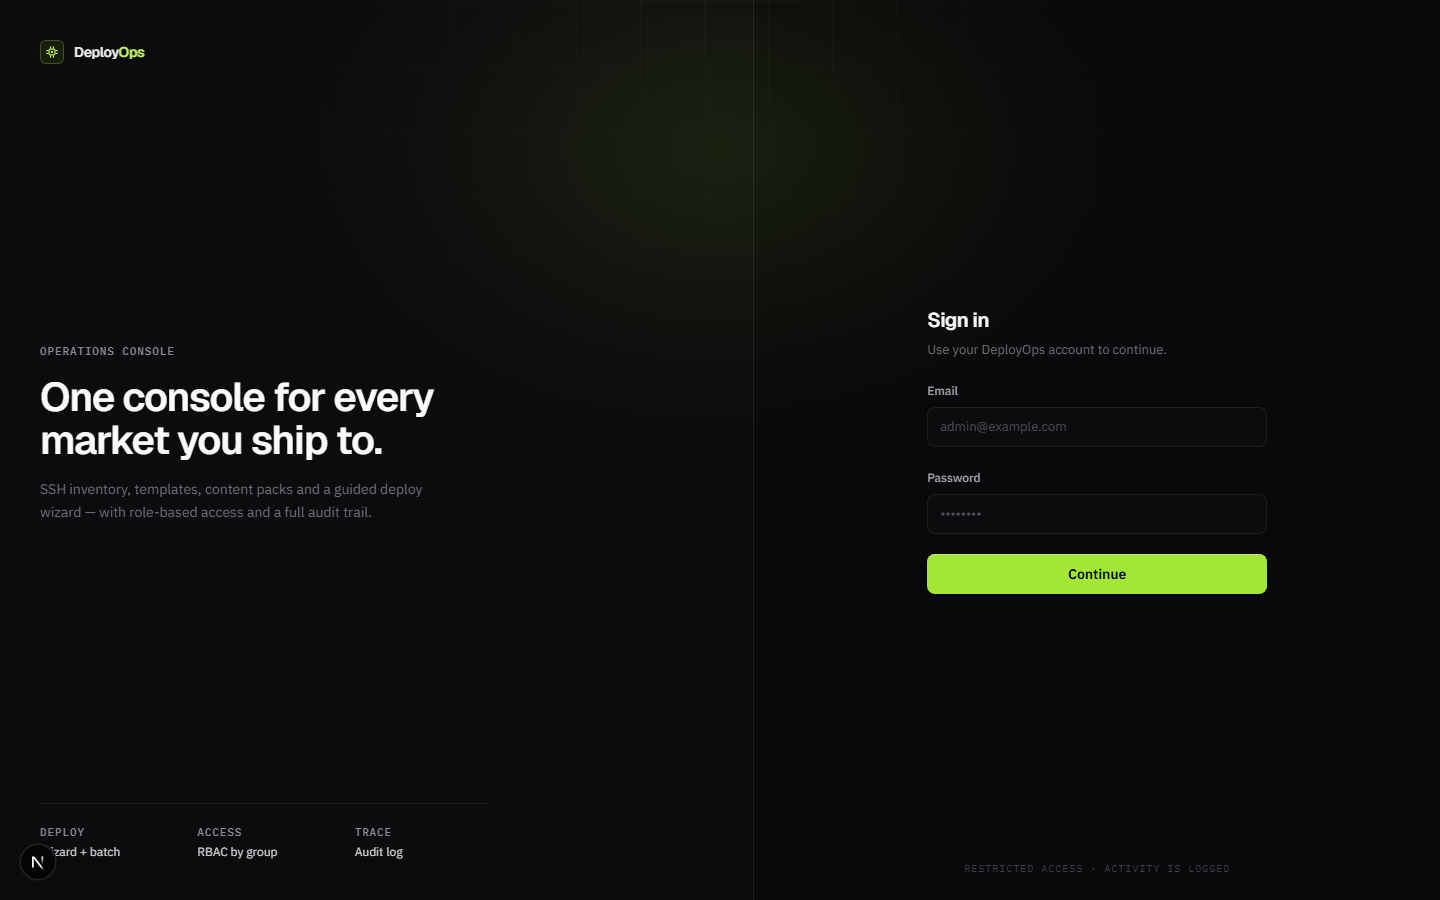 DeployOps
OPERATIONS CONSOLE
One console for every
market you ship to.
SSH inventory, templates, content packs and a guided deploy
wizard — with role-based access and a full audit trail.
DEPLOY
zard + batch
ACCESS
RBAC by group
TRACE
Audit log
N
Sign in
Use your DeployOps account to continue.
Email
admin@example.com
Password
••••••••
Continue
RESTRICTED ACCESS · ACTIVITY IS LOGGED